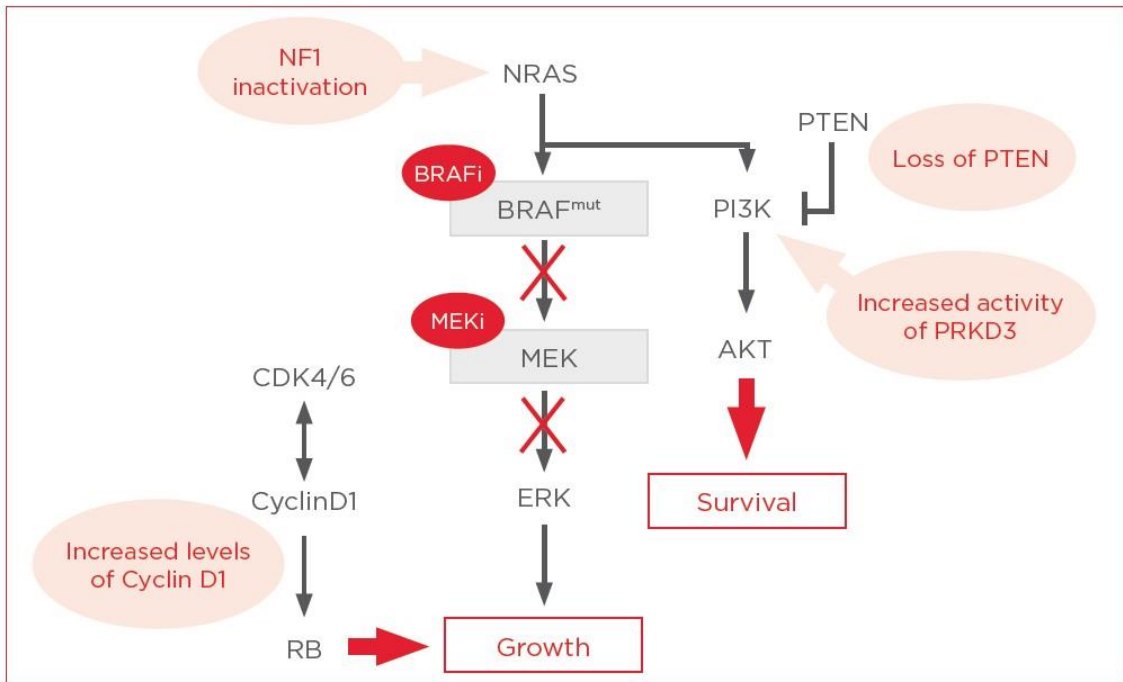 NF1
inactivation
NRAS
PTEN
Loss of PTEN
BRAFi
BRAFmut
PI3K
Increased activity
of PRKD3
MEKi
MEK
AKT
CDK4/6
CyclinD1
ERK
Survival
Increased levels
of Cyclin D1
RB
Growth